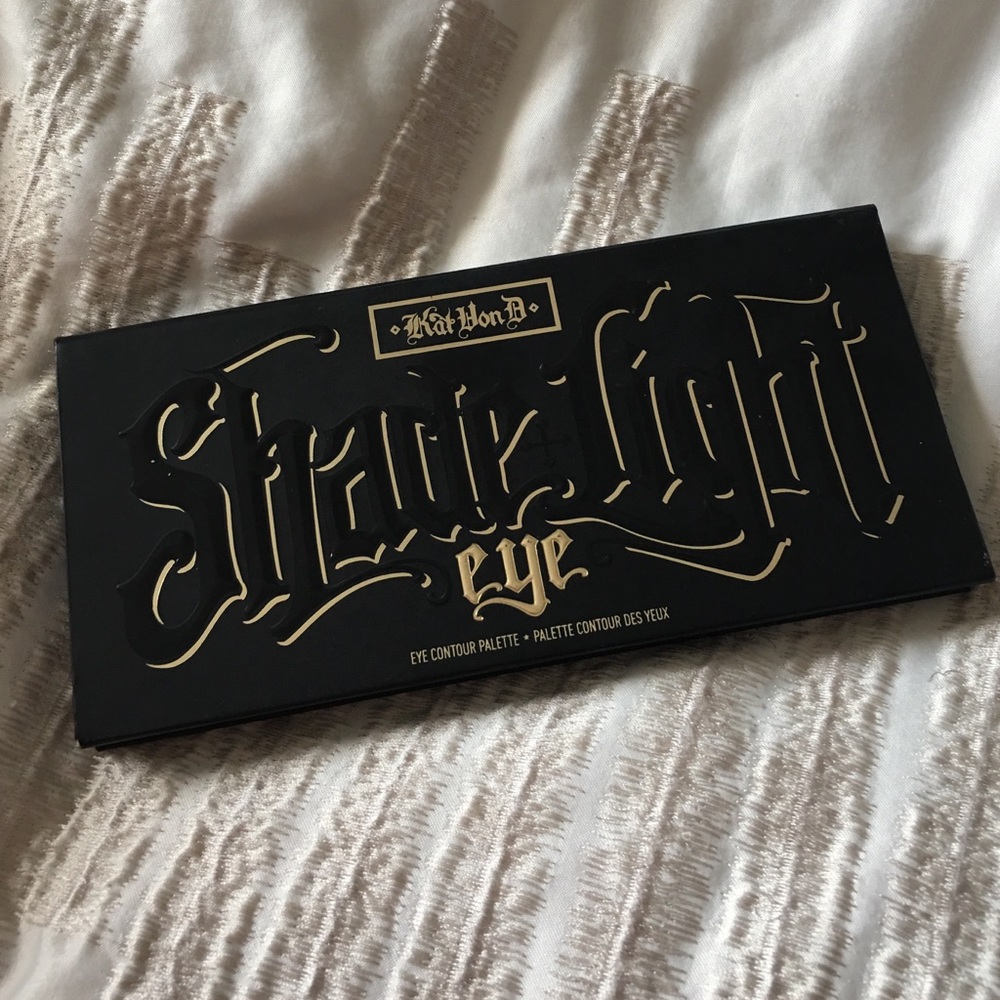 Kat Von D
Shade + Light
eye
EYE CONTOUR PALETTE ★ PALETTE CONTOUR DES YEUX